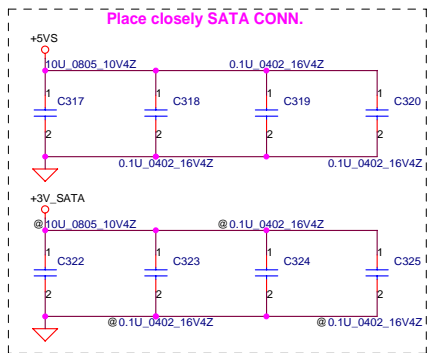 Place closely SATA CONN.
+5VS
10U_0805_10V4Z 0.1U_0402_16V4Z
1 1 1 1
C317 C318 C319 C320
2 2 2 2
0.1U_0402_16V4Z 0.1U_0402_16V4Z
+3V_SATA
@10U_0805_10V4Z @0.1U_0402_16V4Z
1 1 1 1
C322 C323 C324 C325
2 2 2 2
@0.1U_0402_16V4Z @0.1U_0402_16V4Z